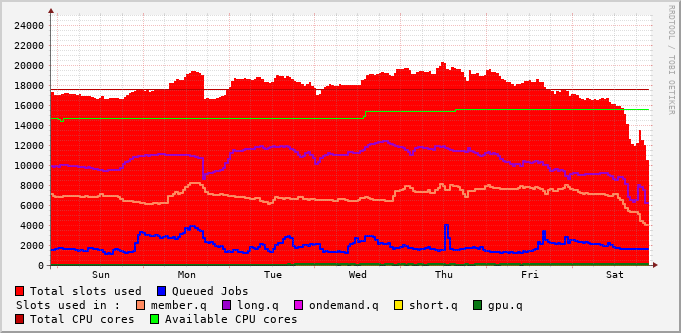 RRDTOOL / TOBI OETIKER
24000
22000
20000
18000
16000
14000
12000
10000
8000
6000
4000
2000
0
Sun Mon Tue Wed Thu Fri Sat
Total slots used Queued Jobs
Slots used in : member.q long.q ondemand.q short.q gpu.q
Total CPU cores Available CPU cores